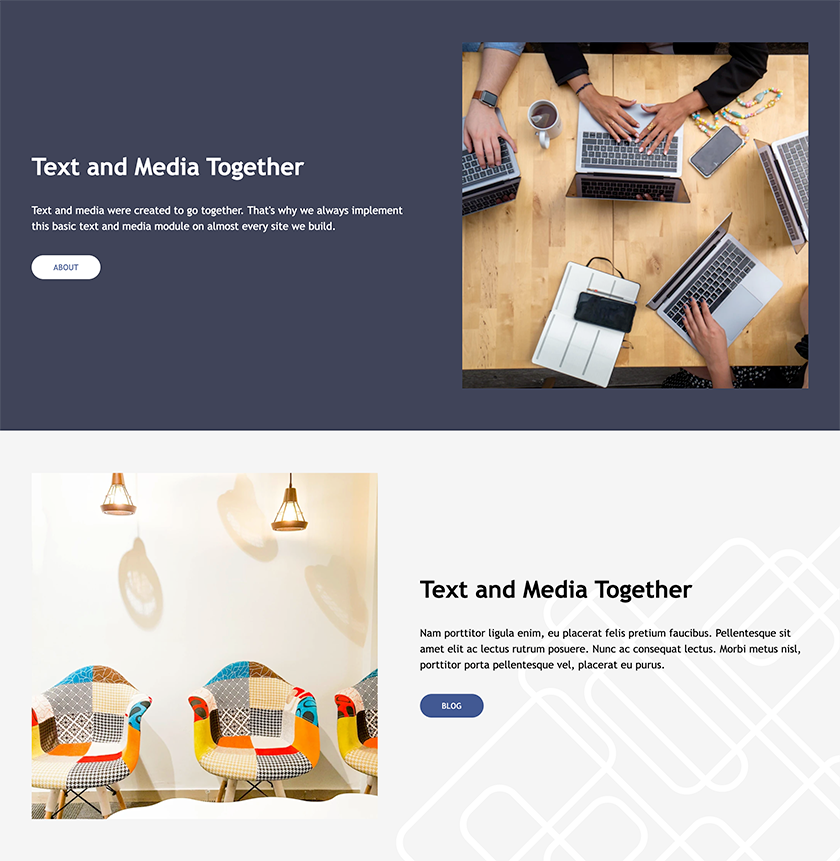 Text and Media Together
Text and media were created to go together. That's why we always implement
this basic text and media module on almost every site we build.
ABOUT
Text and Media Together
Nam porttitor ligula enim, eu placerat felis pretium faucibus. Pellentesque sit
amet elit ac lectus rutrum posuere. Nunc ac consequat lectus. Morbi metus nisl,
porttitor porta pellentesque vel, placerat eu purus.
BLOG